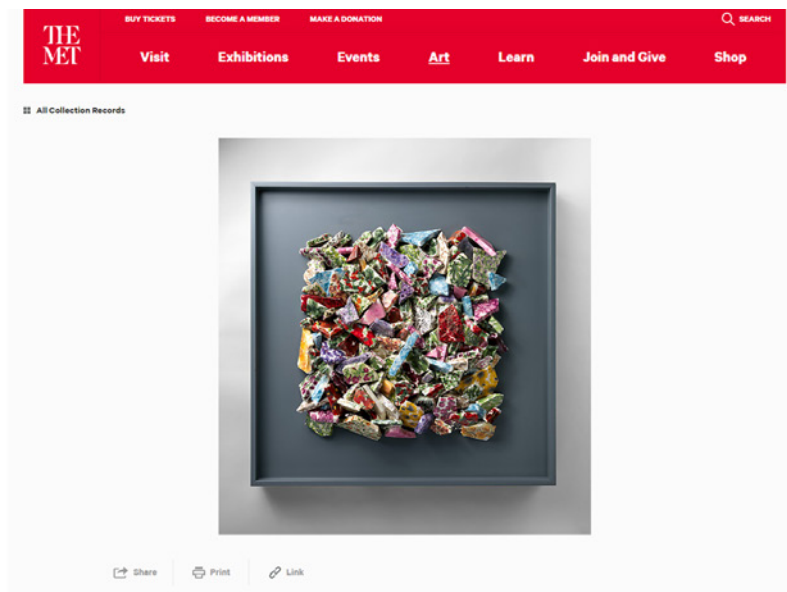 THE
MET
BUY TICKETS BECOME A MEMBER MAKE A DONATION SEARCH
Visit Exhibitions Events Art Learn Join and Give Shop
All Collection Records
Share Print Link